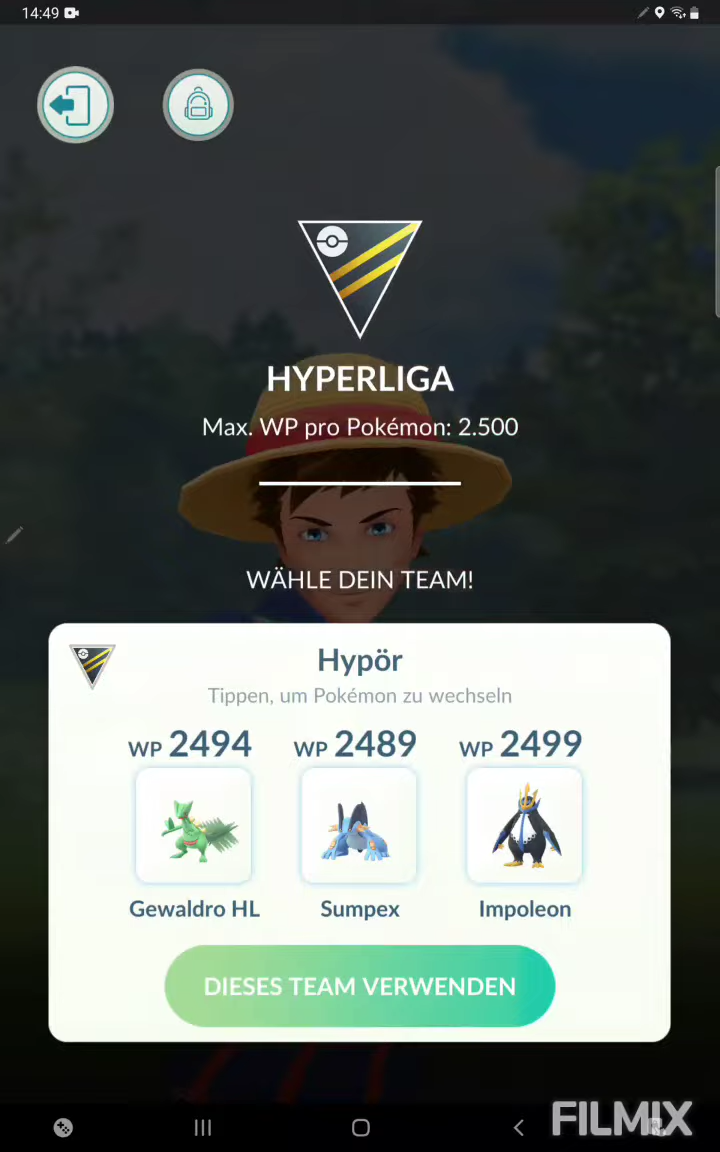 14:49
HYPERLIGA
Max. WP pro Pokémon: 2.500
WÄHLE DEIN TEAM!
Hypör
Tippen, um Pokémon zu wechseln
WP 2494 WP 2489 WP 2499
Gewaldro HL Sumpex Impoleon
DIESES TEAM VERWENDEN
FILMIX